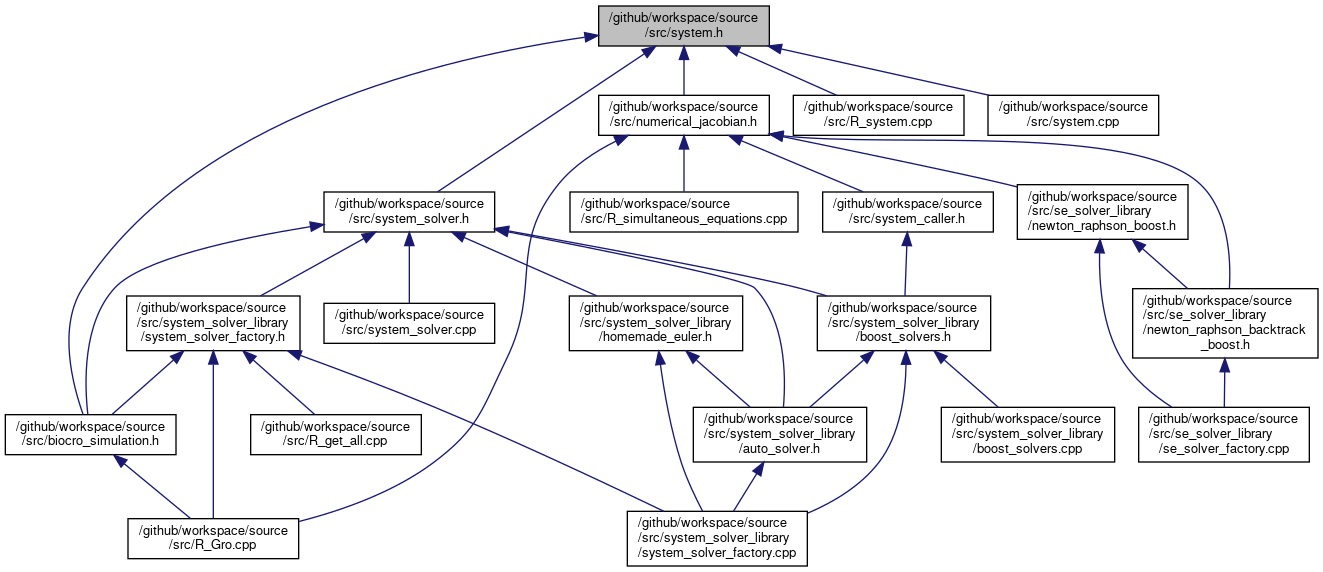 /github/workspace/source
/src/system.h
/github/workspace/source
/src/numerical_jacobian.h
/github/workspace/source
/src/R_system.cpp
/github/workspace/source
/src/system.cpp
/github/workspace/source
/src/system_solver.h
/github/workspace/source
/src/R_simultaneous_equations.cpp
/github/workspace/source
/src/system_caller.h
/github/workspace/source
/src/se_solver_library
/newton_raphson_boost.h
/github/workspace/source
/src/system_solver_library
/system_solver_factory.h
/github/workspace/source
/src/system_solver.cpp
/github/workspace/source
/src/system_solver_library
/homemade_euler.h
/github/workspace/source
/src/system_solver_library
/boost_solvers.h
/github/workspace/source
/src/se_solver_library
/newton_raphson_backtrack
_boost.h
/github/workspace/source
/src/biocro_simulation.h
/github/workspace/source
/src/R_get_all.cpp
/github/workspace/source
/src/system_solver_library
/auto_solver.h
/github/workspace/source
/src/system_solver_library
/boost_solvers.cpp
/github/workspace/source
/src/se_solver_library
/se_solver_factory.cpp
/github/workspace/source
/src/R_Gro.cpp
/github/workspace/source
/src/system_solver_library
/system_solver_factory.cpp